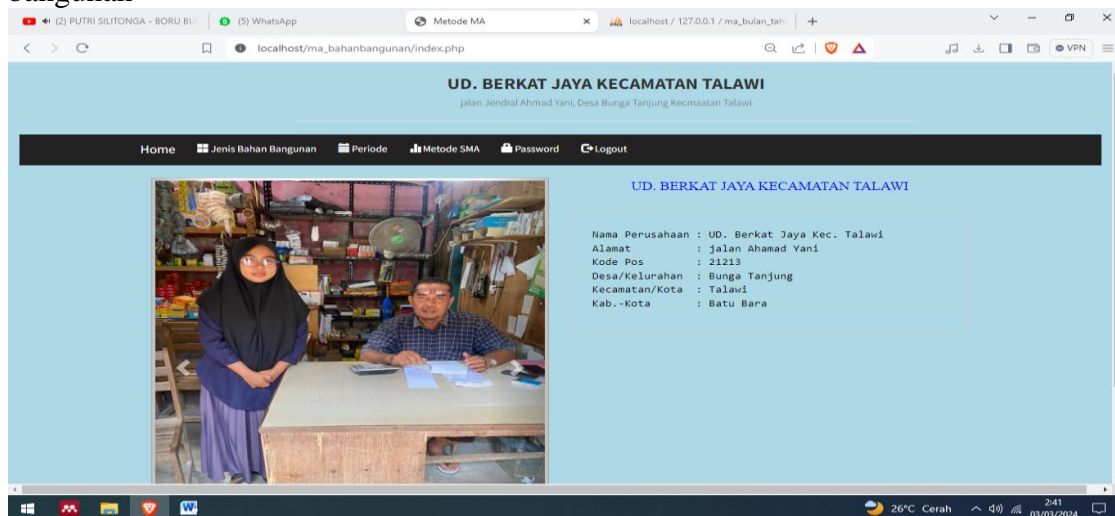 bangunan
(2) PUTRI SILITONGA - BORU BU
(5) WhatsApp
Metode MA
localhost / 127.0.0.1 / ma_bulan_tah
localhost/ma_bahanbangunan/index.php
VPN
UD. BERKAT JAYA KECAMATAN TALAWI
jalan Jendral Ahmad Yani, Desa Bunga Tanjung Kecmaatan Talawi
Home Jenis Bahan Bangunan Periode Metode SMA Password Logout
UD. BERKAT JAYA KECAMATAN TALAWI
Nama Perusahaan : UD. Berkat Jaya Kec. Talawi
Alamat : jalan Ahamad Yani
Kode Pos : 21213
Desa/Kelurahan : Bunga Tanjung
Kecamatan/Kota : Talawi
Kab.-Kota : Batu Bara
26°C Cerah
2:41
03/03/2024